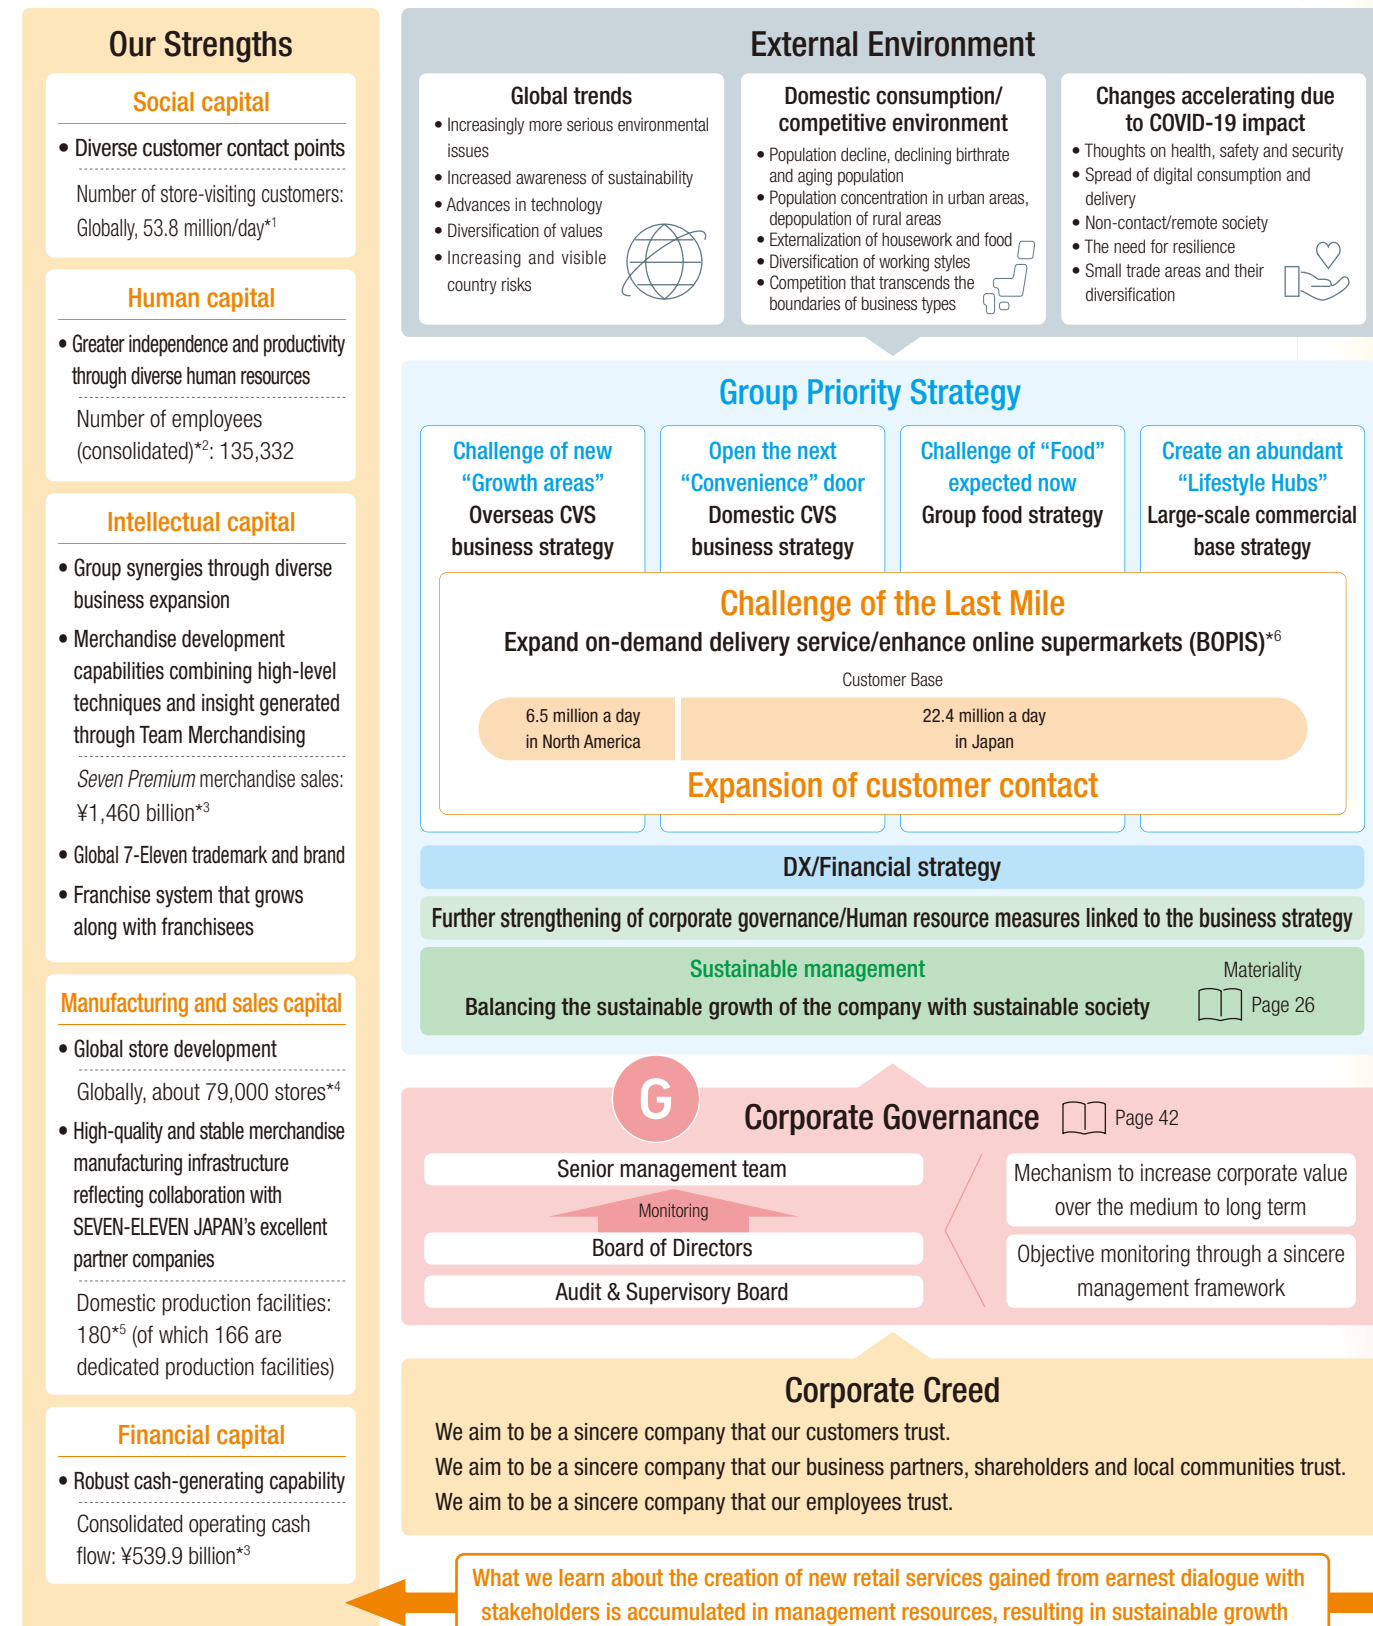 Our Strengths
Social capital
• Diverse customer contact points
Number of store-visiting customers:
Globally, 53.8 million/day*1
Human capital
• Greater independence and productivity
through diverse human resources
Number of employees
(consolidated)*2: 135,332
Intellectual capital
• Group synergies through diverse
business expansion
• Merchandise development
capabilities combining high-level
techniques and insight generated
through Team Merchandising
Seven Premium merchandise sales:
¥1,460 billion*3
• Global 7-Eleven trademark and brand
• Franchise system that grows
along with franchisees
Manufacturing and sales capital
• Global store development
Globally, about 79,000 stores*4
• High-quality and stable merchandise
manufacturing infrastructure
reflecting collaboration with
SEVEN-ELEVEN JAPAN's excellent
partner companies
Domestic production facilities:
180*5 (of which 166 are
dedicated production facilities)
Financial capital
• Robust cash-generating capability
Consolidated operating cash
flow: ¥539.9 billion*3
External Environment
Global trends
• Increasingly more serious environmental
issues
• Increased awareness of sustainability
• Advances in technology
• Diversification of values
• Increasing and visible
country risks
Domestic consumption/
competitive environment
• Population decline, declining birthrate
and aging population
• Population concentration in urban areas,
depopulation of rural areas
• Externalization of housework and food
• Diversification of working styles
• Competition that transcends the
boundaries of business types
Changes accelerating due
to COVID-19 impact
• Thoughts on health, safety and security
• Spread of digital consumption and
delivery
• Non-contact/remote society
• The need for resilience
• Small trade areas and their
diversification
Group Priority Strategy
Challenge of new
“Growth areas”
Overseas CVS
business strategy
Open the next
“Convenience” door
Domestic CVS
business strategy
Challenge of “Food”
expected now
Group food strategy
Create an abundant
“Lifestyle Hubs”
Large-scale commercial
base strategy
Challenge of the Last Mile
Expand on-demand delivery service/enhance online supermarkets (BOPIS)*6
Customer Base
6.5 million a day
in North America
22.4 million a day
in Japan
Expansion of customer contact
DX/Financial strategy
Further strengthening of corporate governance/Human resource measures linked to the business strategy
Sustainable management
Balancing the sustainable growth of the company with sustainable society
Materiality
Page 26
G
Corporate Governance
Page 42
Senior management team
Monitoring
Board of Directors
Audit & Supervisory Board
Mechanism to increase corporate value
over the medium to long term
Objective monitoring through a sincere
management framework
Corporate Creed
We aim to be a sincere company that our customers trust.
We aim to be a sincere company that our business partners, shareholders and local communities trust.
We aim to be a sincere company that our employees trust.
What we learn about the creation of new retail services gained from earnest dialogue with
stakeholders is accumulated in management resources, resulting in sustainable growth